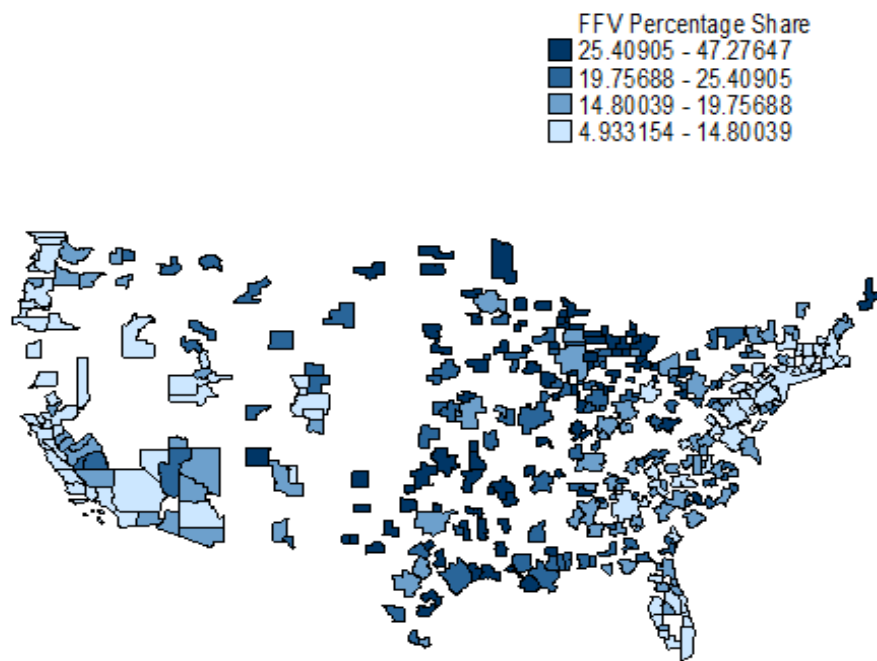 FFV Percentage Share
25.40905 - 47.27647
19.75688 - 25.40905
14.80039 - 19.75688
4.933154 - 14.80039